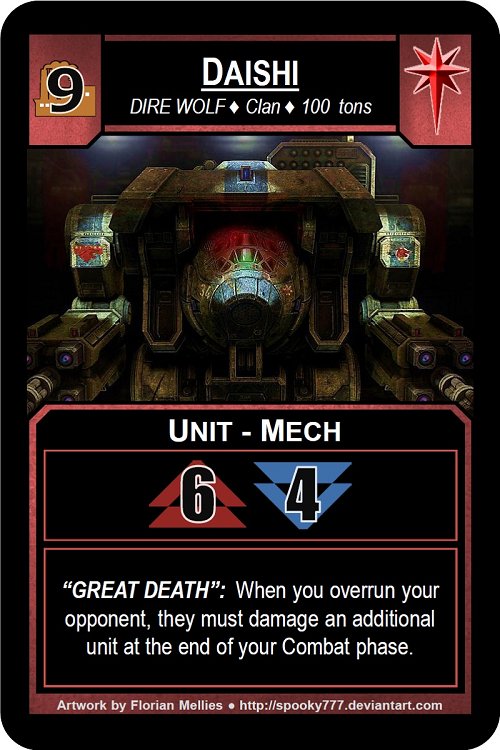 9
DAISHI
DIRE WOLF ♦ Clan ♦ 100 tons
UNIT - MECH
6 4
“GREAT DEATH”: When you overrun your
opponent, they must damage an additional
unit at the end of your Combat phase.
Artwork by Florian Mellies ● http://spooky777.deviantart.com